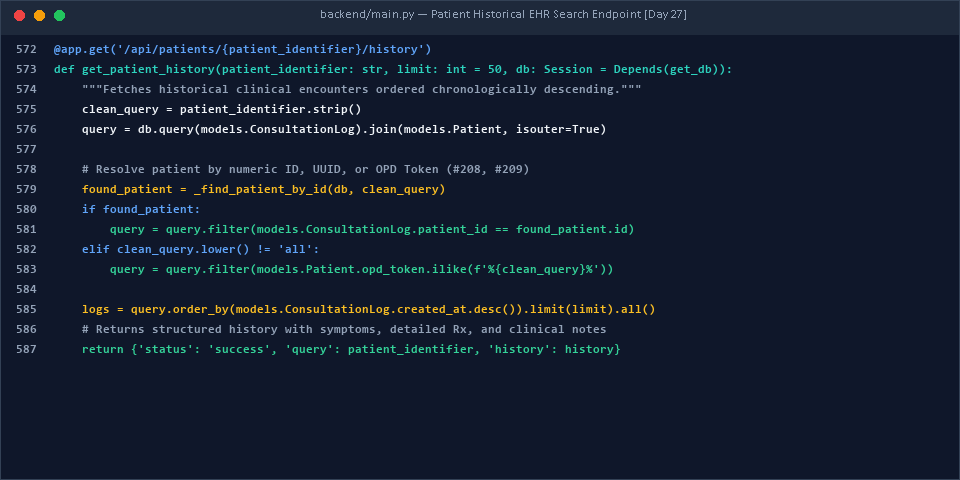 backend/main.py — Patient Historical EHR Search Endpoint [Day 27]
572 @app.get('/api/patients/{patient_identifier}/history')
573 def get_patient_history(patient_identifier: str, limit: int = 50, db: Session = Depends(get_db)):
574     """Fetches historical clinical encounters ordered chronologically descending."""
575     clean_query = patient_identifier.strip()
576     query = db.query(models.ConsultationLog).join(models.Patient, isouter=True)
577
578     # Resolve patient by numeric ID, UUID, or OPD Token (#208, #209)
579     found_patient = _find_patient_by_id(db, clean_query)
580     if found_patient:
581         query = query.filter(models.ConsultationLog.patient_id == found_patient.id)
582     elif clean_query.lower() != 'all':
583         query = query.filter(models.Patient.opd_token.ilike(f'%{clean_query}%'))
584
585     logs = query.order_by(models.ConsultationLog.created_at.desc()).limit(limit).all()
586     # Returns structured history with symptoms, detailed Rx, and clinical notes
587     return {'status': 'success', 'query': patient_identifier, 'history': history}